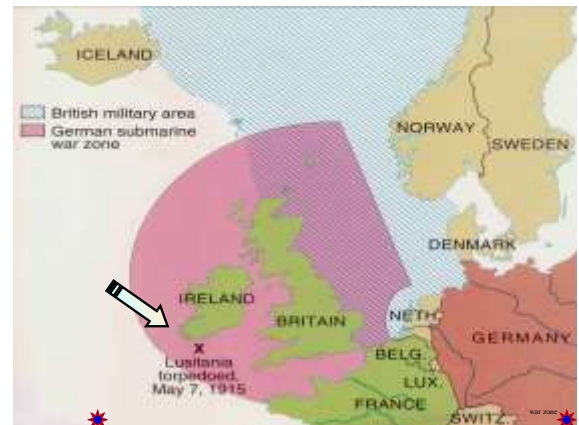 ICELAND
British military area
German submarine
war zone
NORWAY
SWEDEN
DENMARK
IRELAND
BRITAIN
NETH.
GERMANY
X
Lusitania
torpedoed,
May 7, 1915
BELG.
LUX.
FRANCE
SWITZ.
war zone